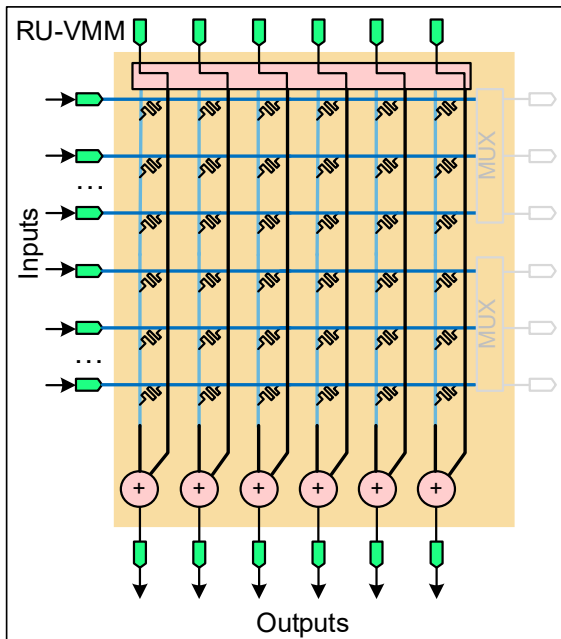 RU-VMM
MUX
...
Inputs
MUX
...
+ + + + + +
Outputs